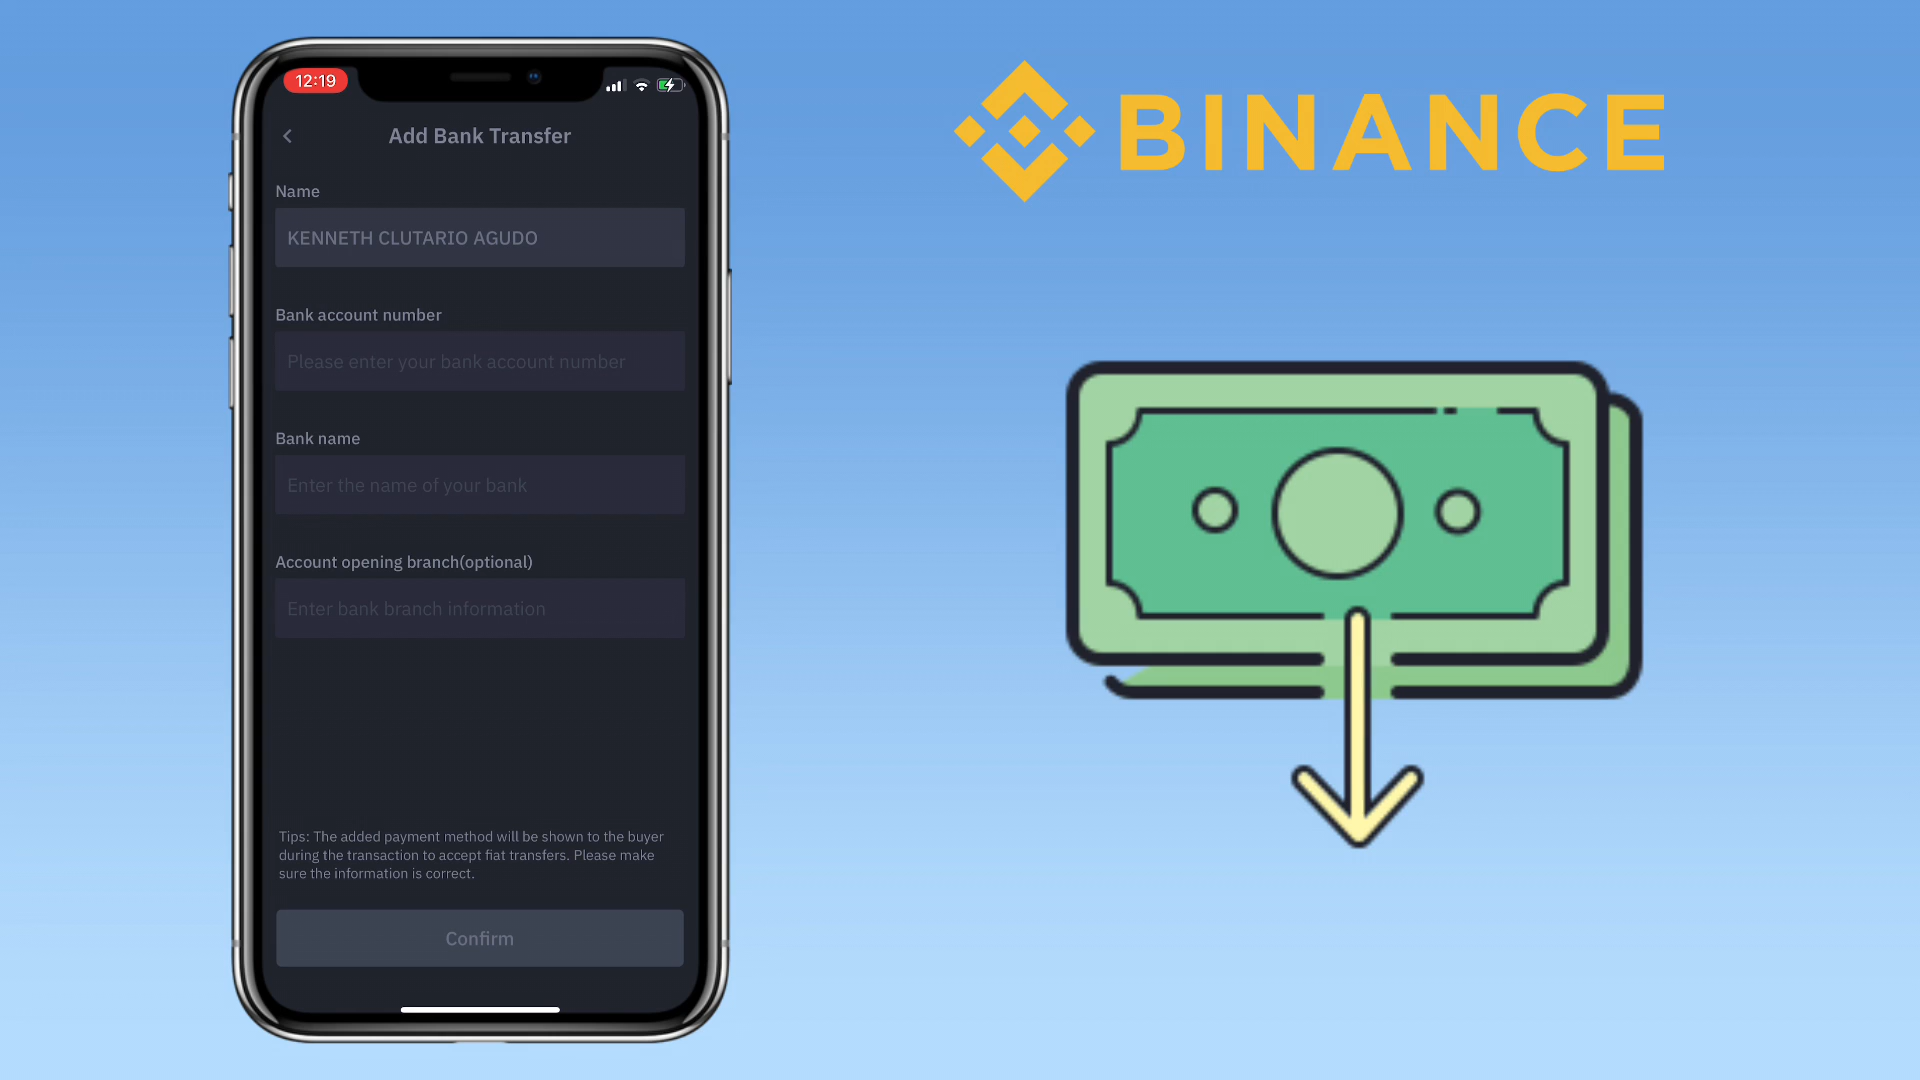 12:19
Add Bank Transfer
Name
KENNETH CLUTARIO AGUDO
Bank account number
Please enter your bank account number
Bank name
Enter the name of your bank
Account opening branch(optional)
Enter bank branch information
Tips: The added payment method will be shown to the buyer
during the transaction to accept fiat transfers. Please make
sure the information is correct.
Confirm
BINANCE